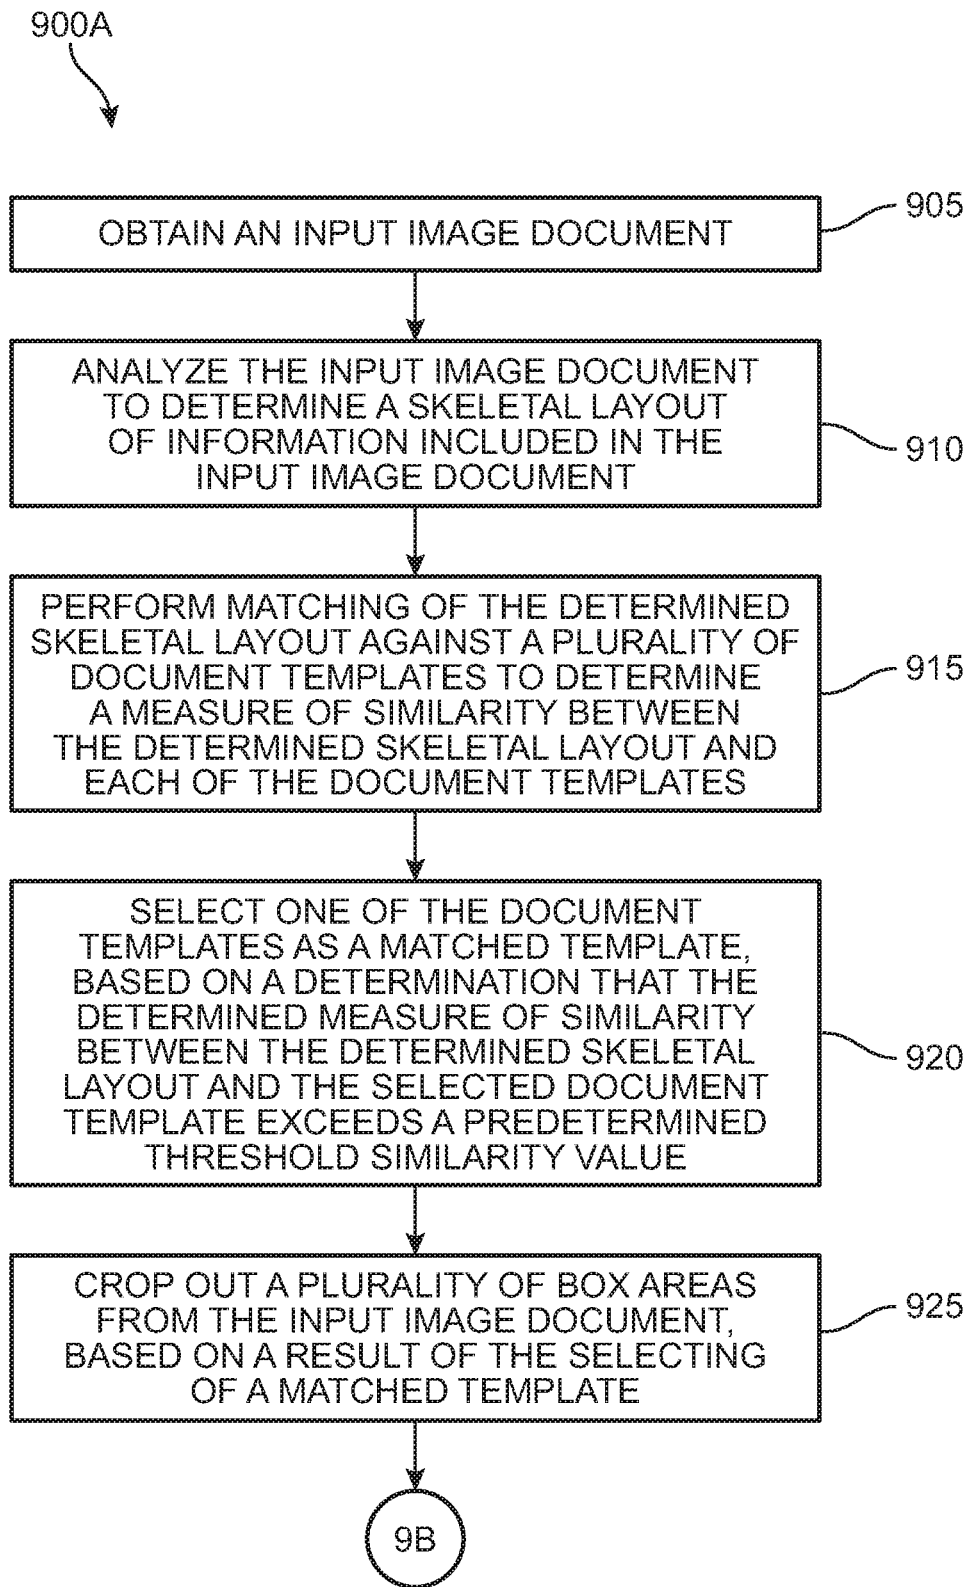 900A
OBTAIN AN INPUT IMAGE DOCUMENT
905
ANALYZE THE INPUT IMAGE DOCUMENT
TO DETERMINE A SKELETAL LAYOUT
OF INFORMATION INCLUDED IN THE
INPUT IMAGE DOCUMENT
910
PERFORM MATCHING OF THE DETERMINED
SKELETAL LAYOUT AGAINST A PLURALITY OF
DOCUMENT TEMPLATES TO DETERMINE
A MEASURE OF SIMILARITY BETWEEN
THE DETERMINED SKELETAL LAYOUT AND
EACH OF THE DOCUMENT TEMPLATES
915
SELECT ONE OF THE DOCUMENT
TEMPLATES AS A MATCHED TEMPLATE,
BASED ON A DETERMINATION THAT THE
DETERMINED MEASURE OF SIMILARITY
BETWEEN THE DETERMINED SKELETAL
LAYOUT AND THE SELECTED DOCUMENT
TEMPLATE EXCEEDS A PREDETERMINED
THRESHOLD SIMILARITY VALUE
920
CROP OUT A PLURALITY OF BOX AREAS
FROM THE INPUT IMAGE DOCUMENT,
BASED ON A RESULT OF THE SELECTING
OF A MATCHED TEMPLATE
925
9B